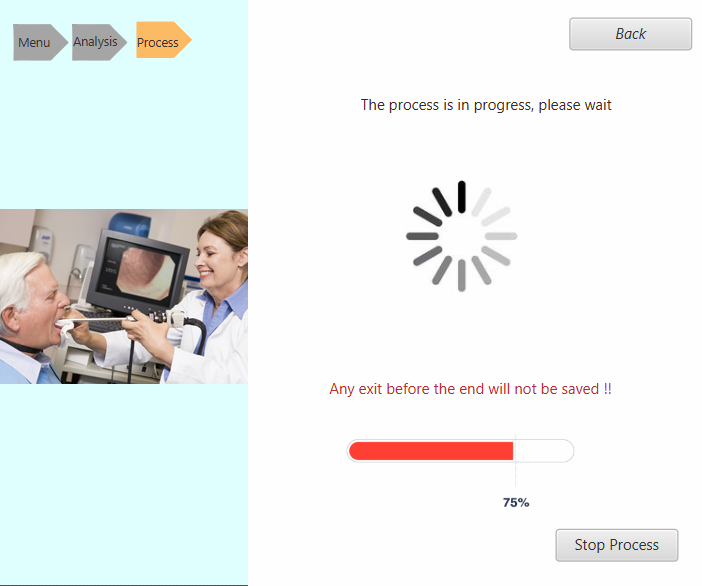 Menu
Analysis
Process
Back
The process is in progress, please wait
Any exit before the end will not be saved !!
75%
Stop Process